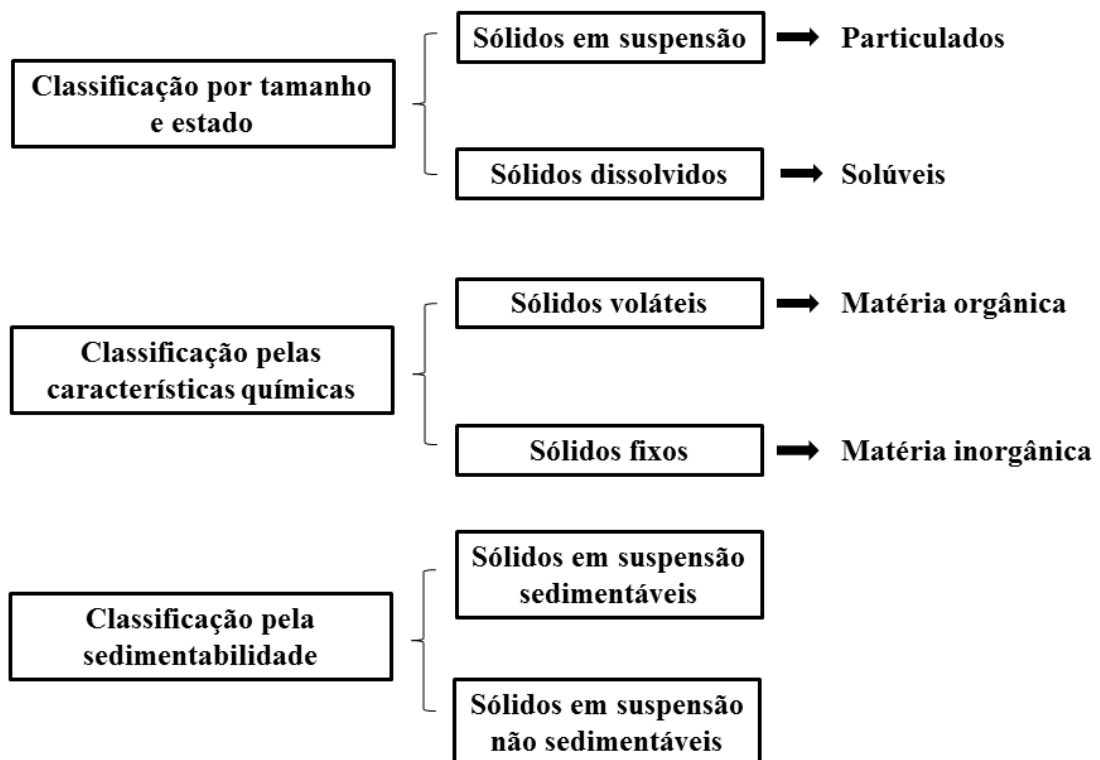 Sólidos em suspensão
Particulados
Classificação por tamanho
e estado
Sólidos dissolvidos
Solúveis
Sólidos voláteis
Matéria orgânica
Classificação pelas
características químicas
Sólidos fixos
Matéria inorgânica
Sólidos em suspensão
sedimentáveis
Classificação pela
sedimentabilidade
Sólidos em suspensão
não sedimentáveis